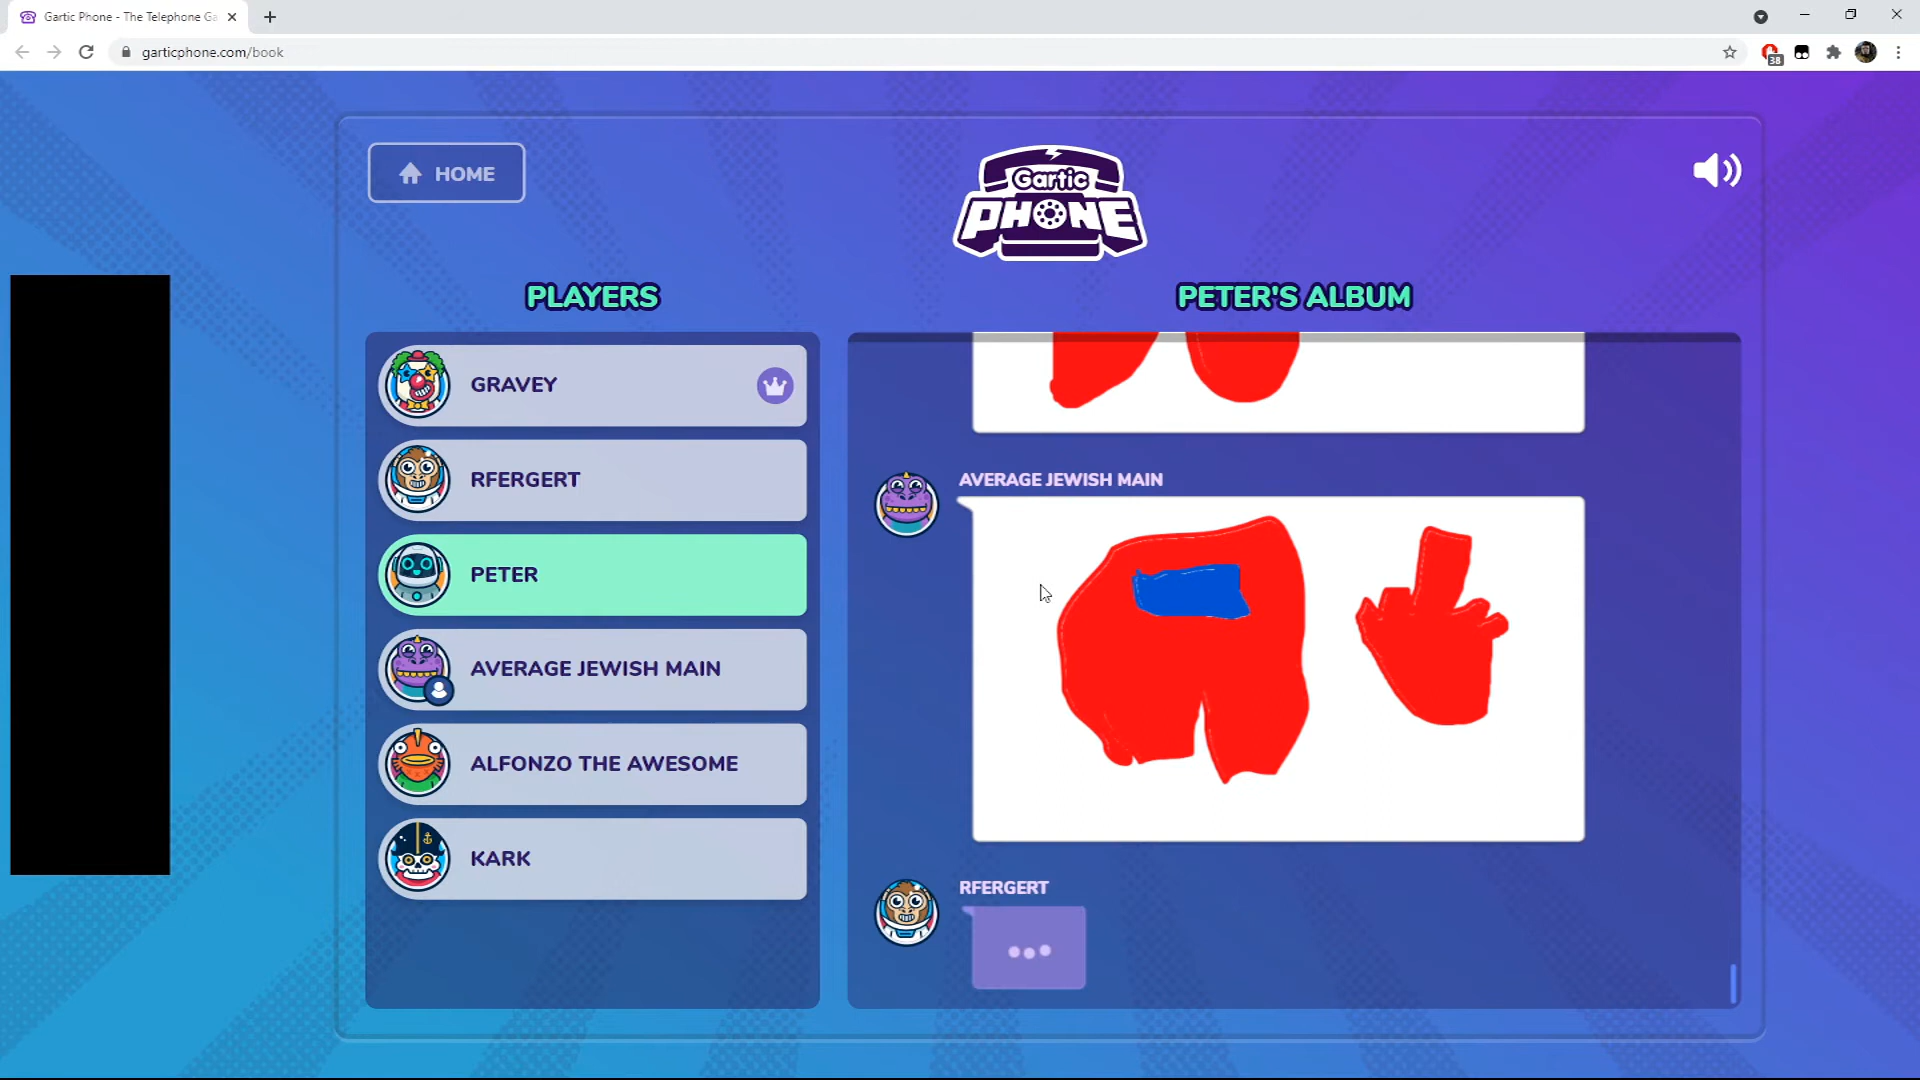 Gartic Phone - The Telephone Ga
garticphone.com/book
38
HOME
Gartic
PHONE
PLAYERS
PETER'S ALBUM
GRAVEY
RFERGERT
PETER
AVERAGE JEWISH MAIN
ALFONZO THE AWESOME
KARK
AVERAGE JEWISH MAIN
RFERGERT
...